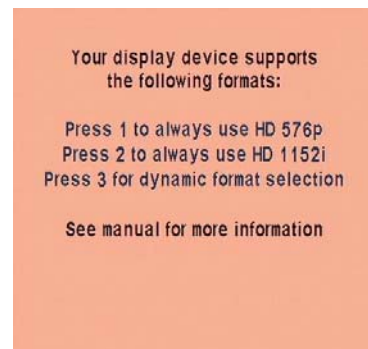 Your display device supports
the following formats:
Press 1 to always use HD 576p
Press 2 to always use HD 1152i
Press 3 for dynamic format selection
See manual for more information